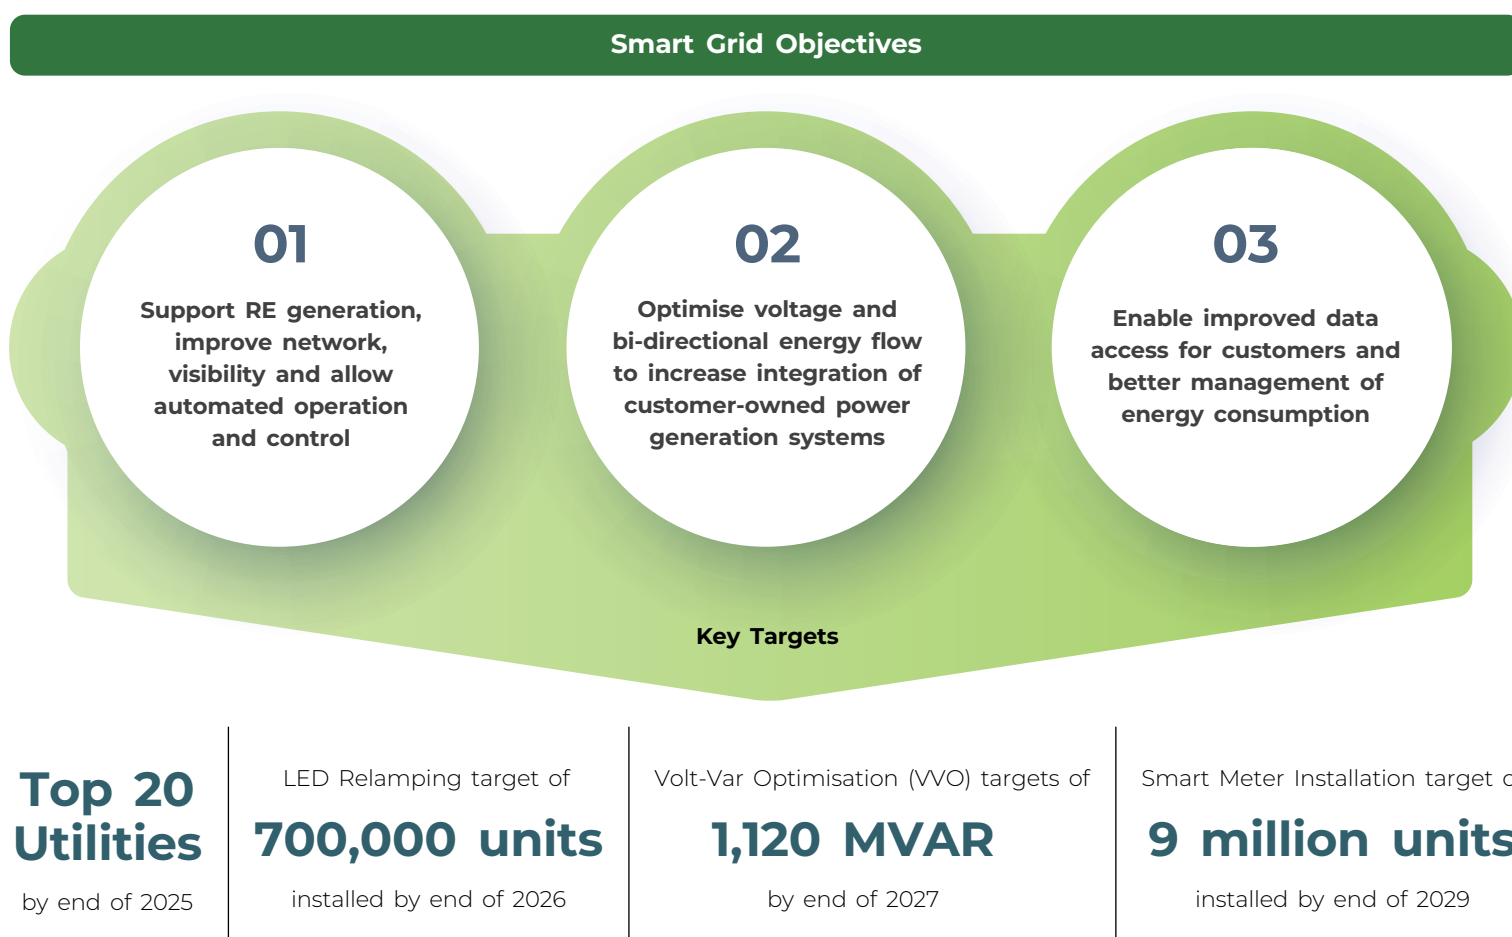 Smart Grid Objectives
01
Support RE generation,
improve network,
visibility and allow
automated operation
and control
02
Optimise voltage and
bi-directional energy flow
to increase integration of
customer-owned power
generation systems
03
Enable improved data
access for customers and
better management of
energy consumption
Key Targets
Top 20
Utilities
by end of 2025
LED Relamping target of
700,000 units
installed by end of 2026
Volt-Var Optimisation (VVO) targets of
1,120 MVAR
by end of 2027
Smart Meter Installation target
9 million units
installed by end of 2029